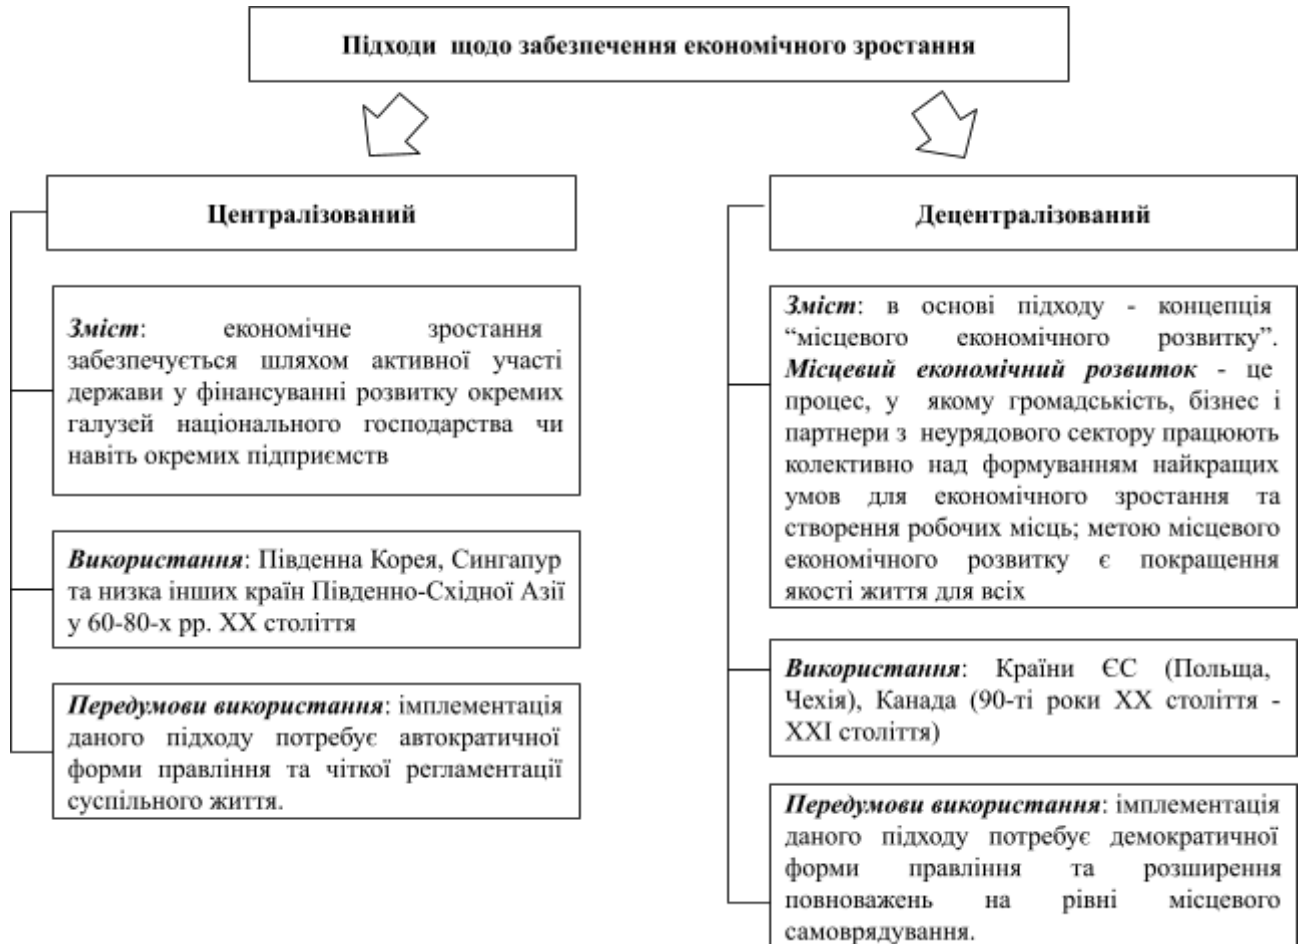 Підходи щодо забезпечення економічного зростання
Централізований
Зміст: економічне зростання
забезпечується шляхом активної участі
держави у фінансуванні розвитку окремих
галузей національного господарства чи
навіть окремих підприємств
Використання: Південна Корея, Сингапур
та низка інших країн Південно-Східної Азії
у 60-80-х рр. ХХ століття
Передумови використання: імплементація
даного підходу потребує автократичної
форми правління та чіткої регламентації
суспільного життя.
Децентралізований
Зміст: в основі підходу - концепція
“місцевого економічного розвитку”.
Місцевий економічний розвиток - це
процес, у якому громадськість, бізнес і
партнери з неурядового сектору працюють
колективно над формуванням найкращих
умов для економічного зростання та
створення робочих місць; метою місцевого
економічного розвитку є покращення
якості життя для всіх
Використання: Країни ЄС (Польща,
Чехія), Канада (90-ті роки ХХ століття -
ХХІ століття)
Передумови використання: імплементація
даного підходу потребує демократичної
форми правління та розширення
повноважень на рівні місцевого
самоврядування.